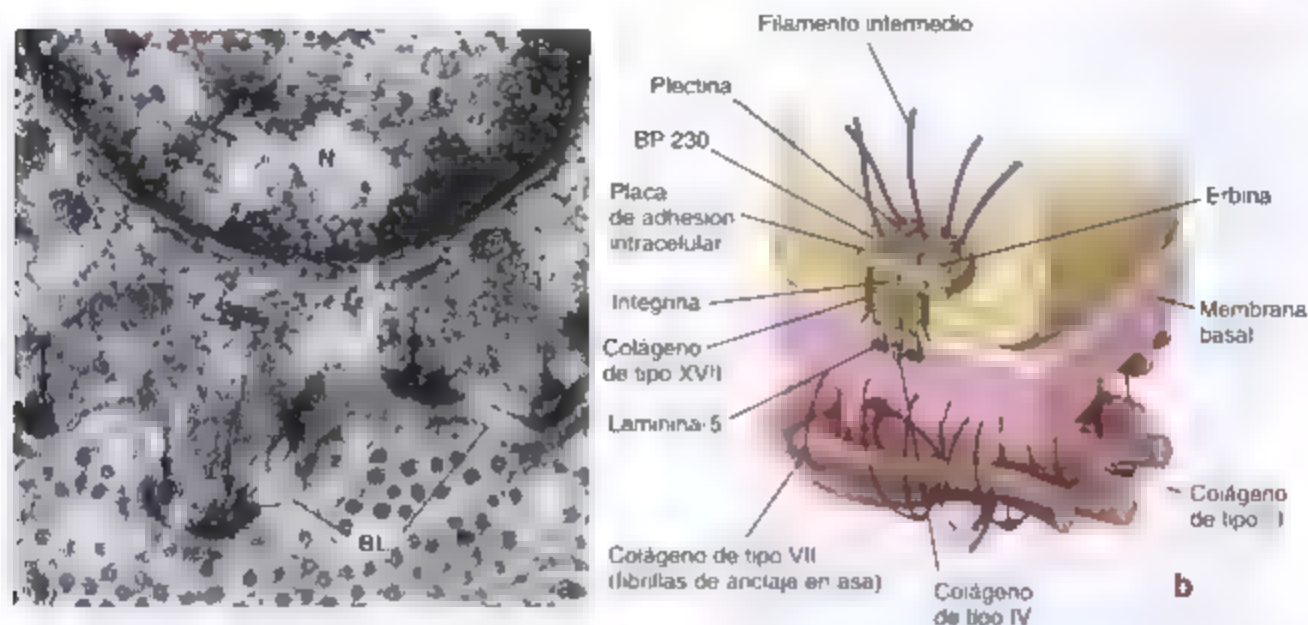 N
BL
Filamento intermedio
Plectina
BP 230
Placa
de adhesión
intracelular
Integrina
Colágeno
de tipo XVII
Laminina-5
Erbina
Membrana
basal
Colágeno
de tipo
Colágeno de tipo VII
(fibrillas de anclaje en asa)
Colágeno
de tipo IV
b